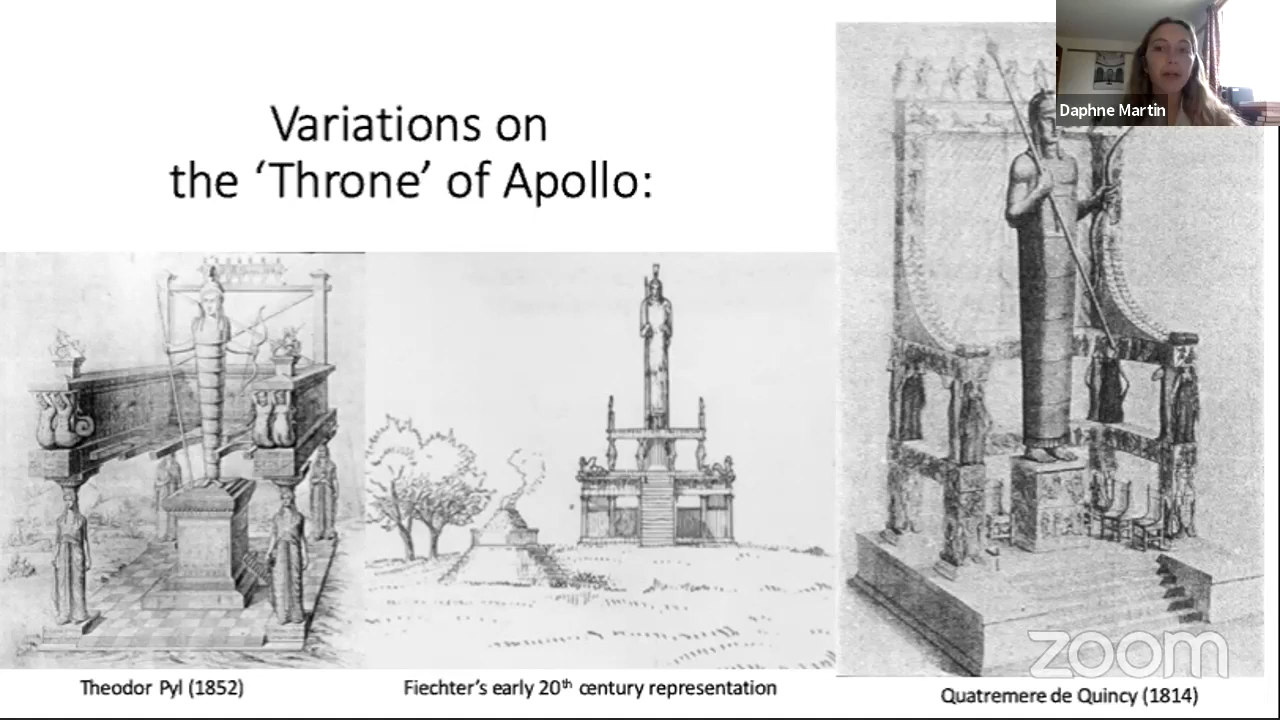 Variations on
the ‘Throne’ of Apollo:
Daphne Martin
Theodor Pyl (1852)
Fiechter’s early 20th century representation
Quatremere de Quincy (1814)
zoom